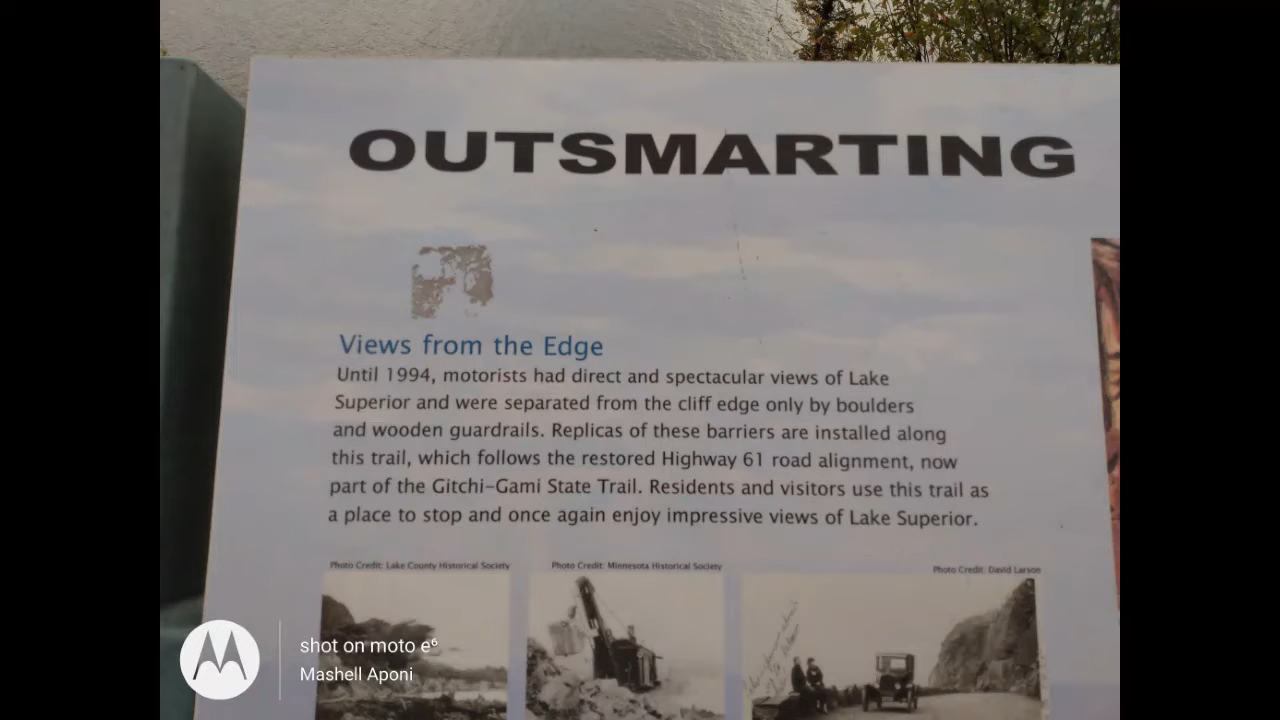 OUTSMARTING
Views from the Edge
Until 1994, motorists had direct and spectacular views of Lake
Superior and were separated from the cliff edge only by boulders
and wooden guardrails. Replicas of these barriers are installed along
this trail, which follows the restored Highway 61 road alignment, now
part of the Gitchi-Gami State Trail. Residents and visitors use this trail as
a place to stop and once again enjoy impressive views of Lake Superior.
Photo Credit: Lake County Historical Society
Photo Credit: Minnesota Historical Society
Photo Credit: David Larson
shot on moto e⁶
Mashell Aponi